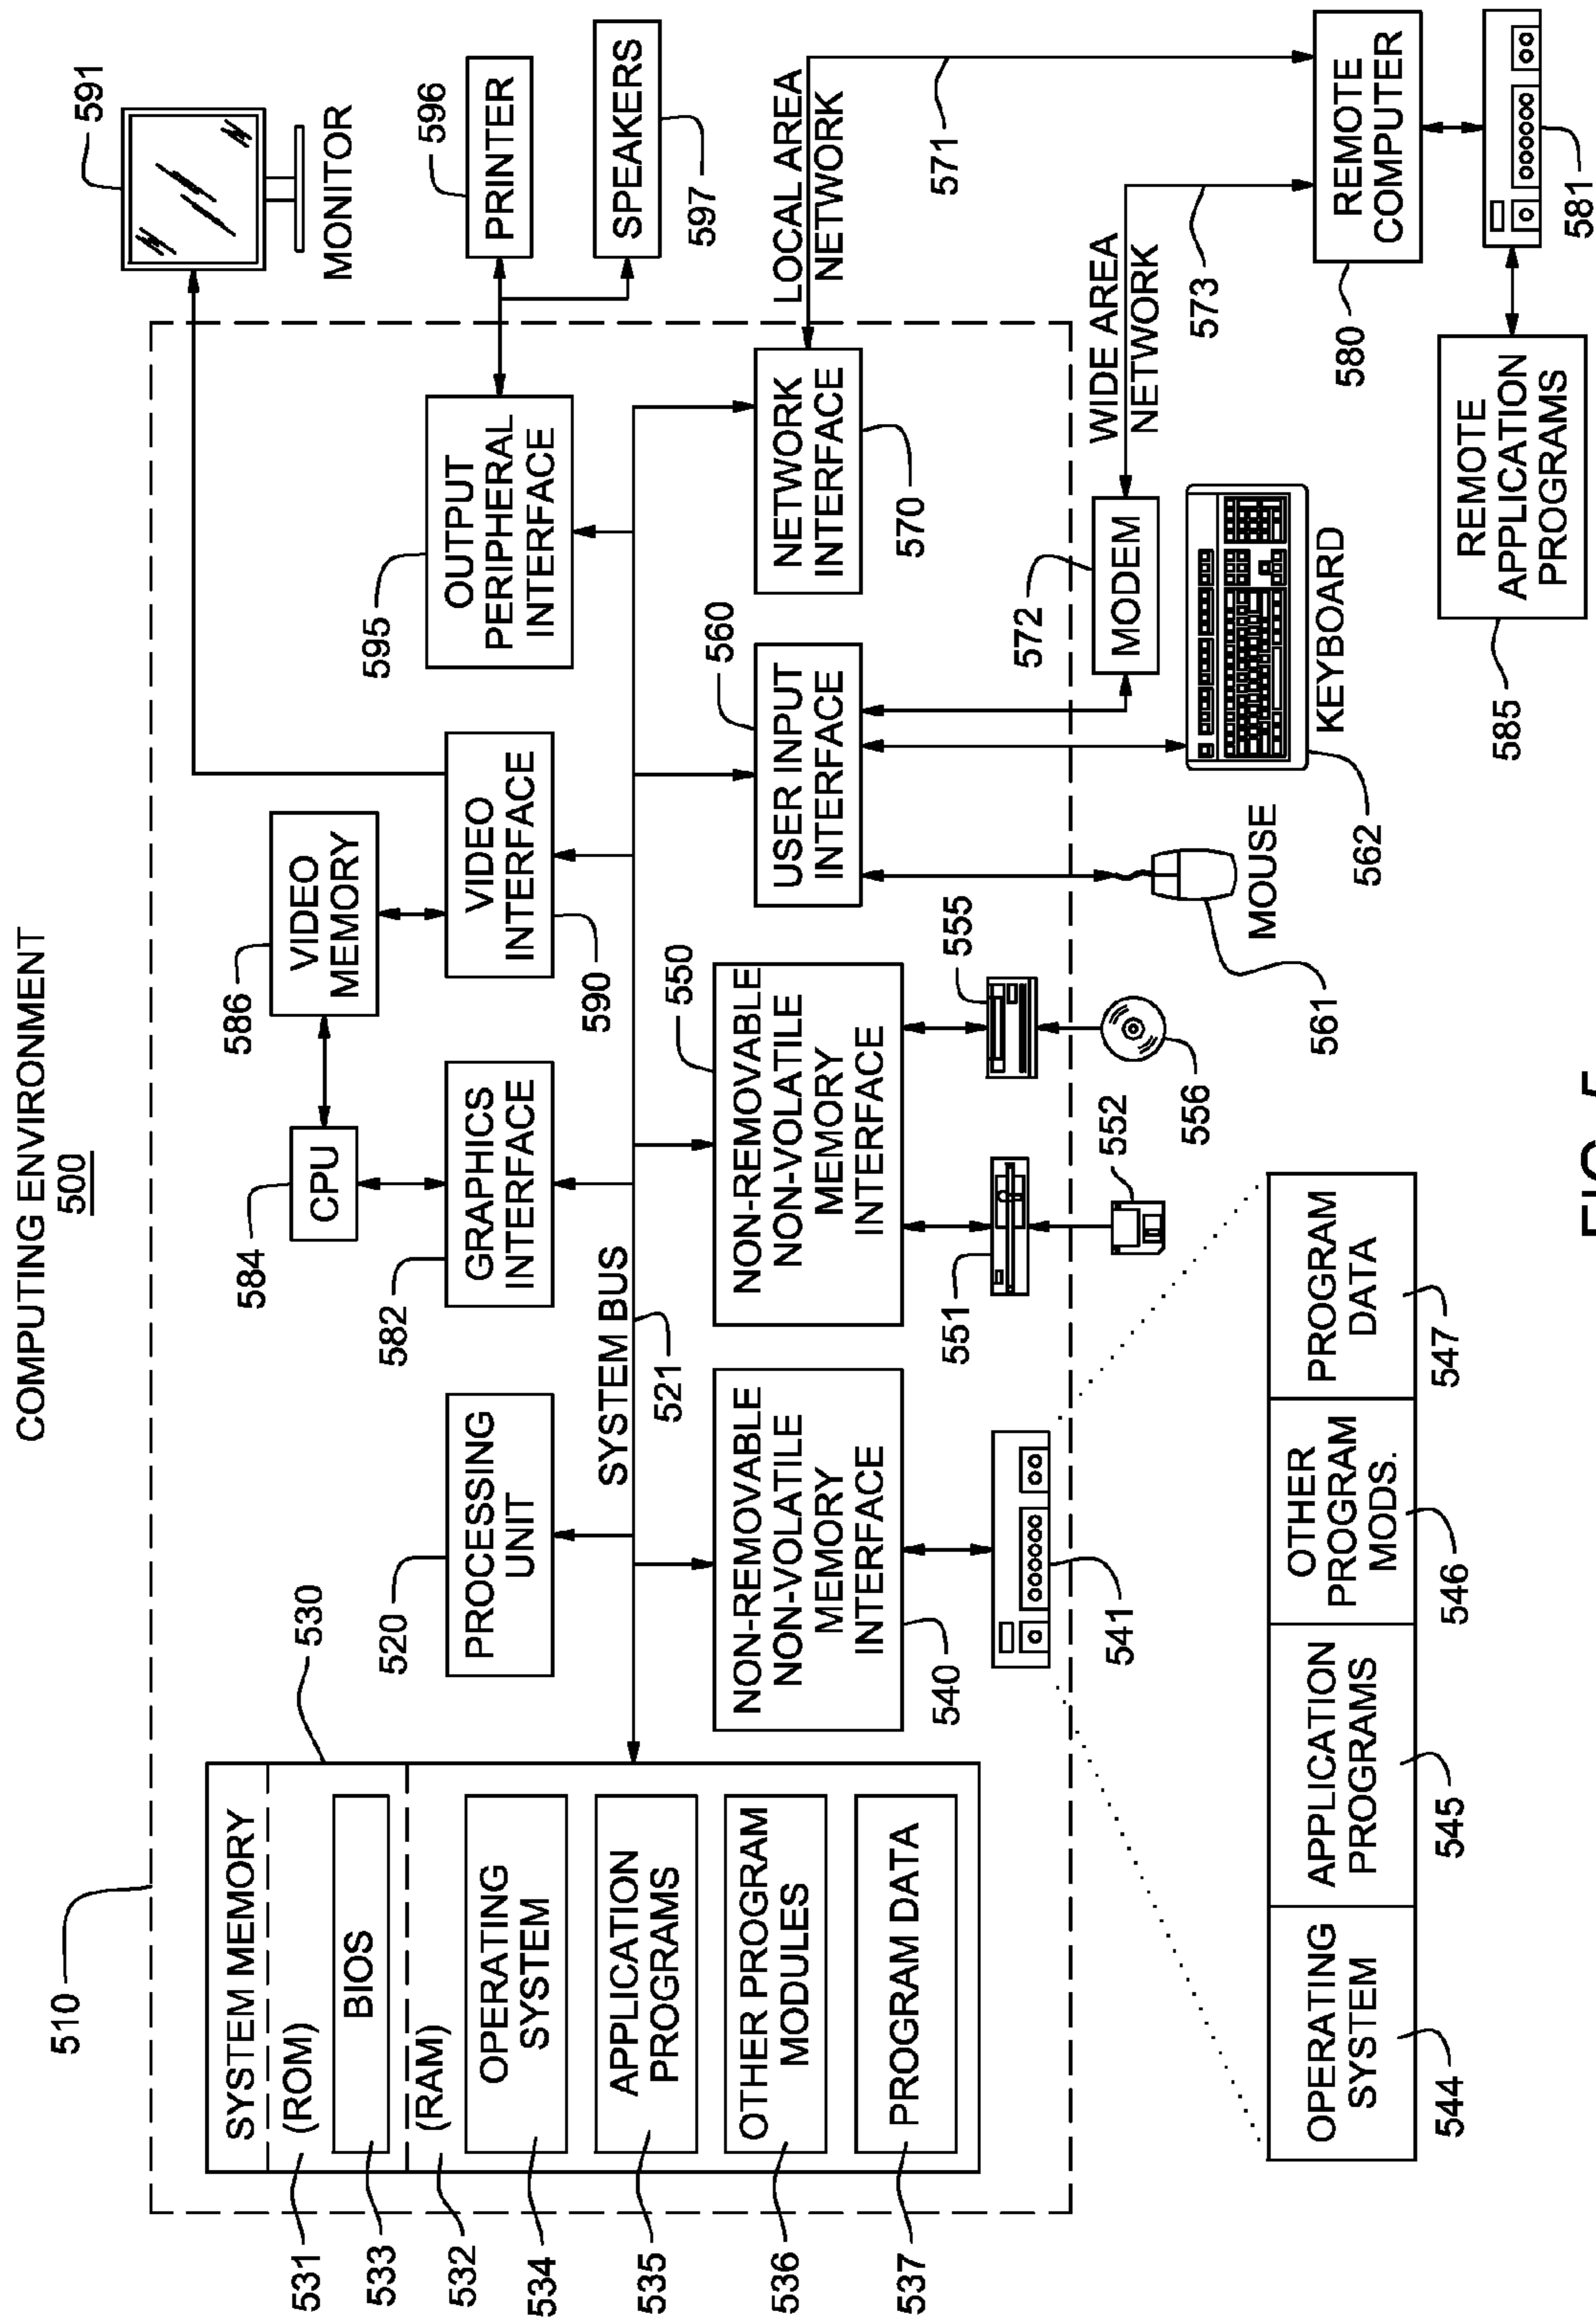 COMPUTING ENVIRONMENT
500
510
530
SYSTEM MEMORY
(ROM)
531
BIOS
533
(RAM)
532
OPERATING
SYSTEM
534
APPLICATION
PROGRAMS
535
OTHER PROGRAM
MODULES
536
PROGRAM DATA
537
520
PROCESSING
UNIT
584
CPU
582
GRAPHICS
INTERFACE
586
VIDEO
MEMORY
VIDEO
INTERFACE
590
595
OUTPUT
PERIPHERAL
INTERFACE
591
MONITOR
596
PRINTER
SPEAKERS
597
SYSTEM BUS
521
NON-REMOVABLE
NON-VOLATILE
MEMORY
INTERFACE
540
541
550
NON-REMOVABLE
NON-VOLATILE
MEMORY
INTERFACE
551
552
555
556
560
USER INPUT
INTERFACE
NETWORK
INTERFACE
570
LOCAL AREA
NETWORK
571
WIDE AREA
NETWORK
573
572
MODEM
MOUSE
561
KEYBOARD
562
REMOTE
COMPUTER
580
581
REMOTE
APPLICATION
PROGRAMS
585
OPERATING
SYSTEM
544
APPLICATION
PROGRAMS
545
OTHER
PROGRAM
MODS.
546
PROGRAM
DATA
547